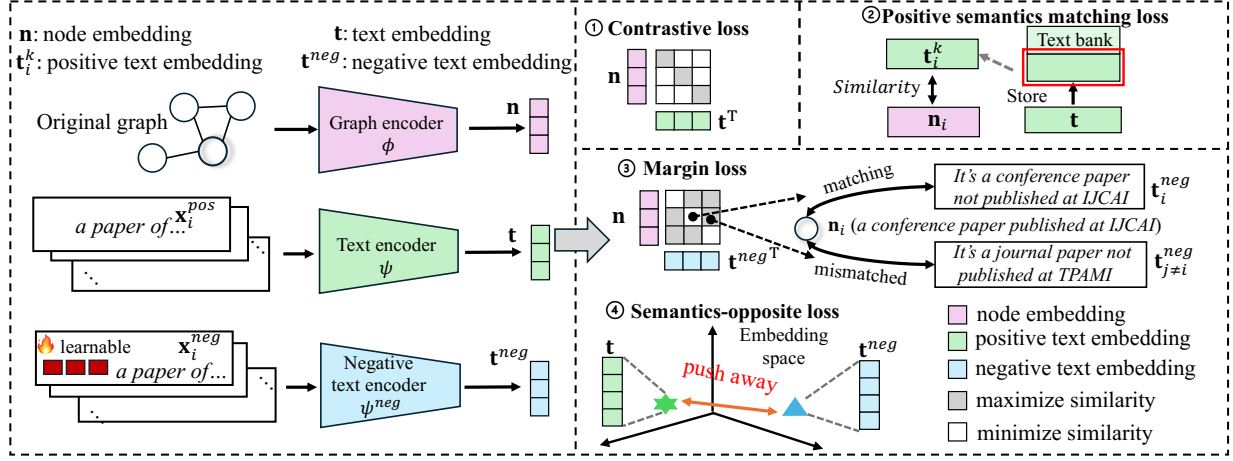 n: node embedding
t: text embedding
t_i^k: positive text embedding
t^{neg}: negative text embedding
Original graph
Graph encoder
ϕ
n
a paper of...
x_i^{pos}
Text encoder
ψ
t
learnable
x_i^{neg}
a paper of...
Negative
text encoder
ψ^{neg}
t^{neg}
① Contrastive loss
n
t^T
②Positive semantics matching loss
t_i^k
Text bank
Similarity
Store
n_i
t
③ Margin loss
n
t^{neg T}
matching
mismatched
It's a conference paper
not published at IJCAI
t_i^{neg}
n_i (a conference paper published at IJCAI)
It's a journal paper not
published at TPAMI
t_{j≠i}^{neg}
④ Semantics-opposite loss
t
Embedding
space
push away
t^{neg}
node embedding
positive text embedding
negative text embedding
maximize similarity
minimize similarity